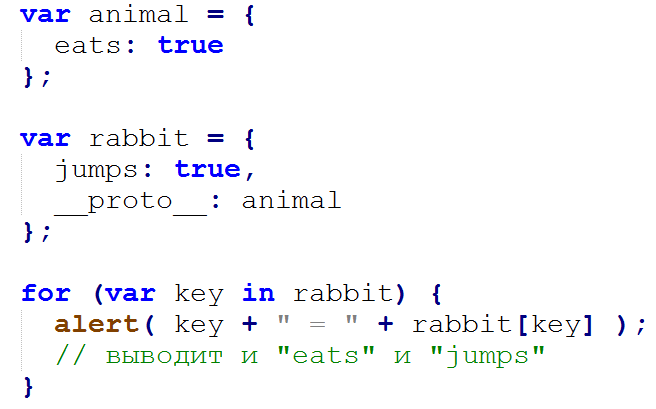 var animal = {
  eats: true
};

var rabbit = {
  jumps: true,
  __proto__: animal
};

for (var key in rabbit) {
  alert( key + " = " + rabbit[key] );
  // выводит и "eats" и "jumps"
}